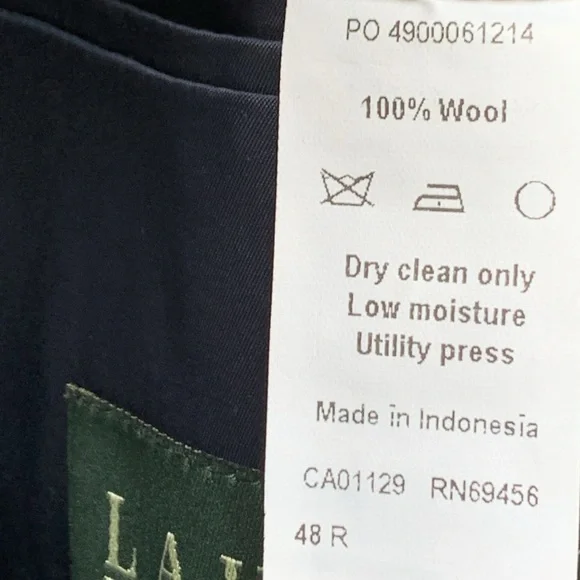 PO 4900061214
100% Wool
Dry clean only
Low moisture
Utility press
Made in Indonesia
CA01129 RN69456
48 R